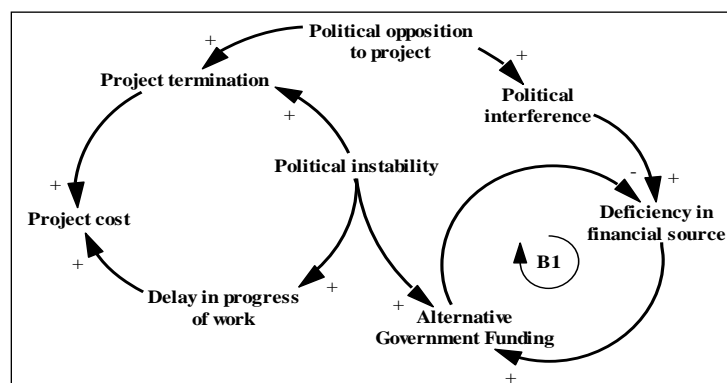 Political opposition
to project
+
+
Project termination
Political
interference
+
Political instability
-
+
+
Project cost
Deficiency in
financial source
+
B1
Delay in progress
of work
+
+
Alternative
Government Funding
+